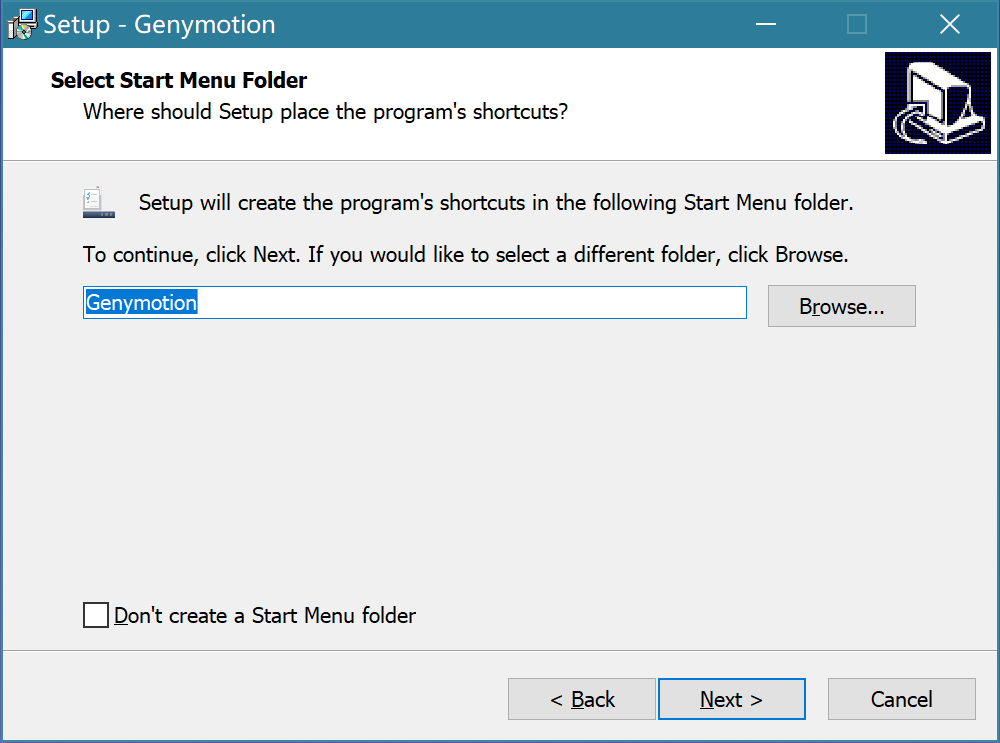 Setup - Genymotion
Select Start Menu Folder
Where should Setup place the program's shortcuts?
Setup will create the program's shortcuts in the following Start Menu folder.
To continue, click Next. If you would like to select a different folder, click Browse.
Genymotion
Browse...
Don't create a Start Menu folder
< Back
Next >
Cancel